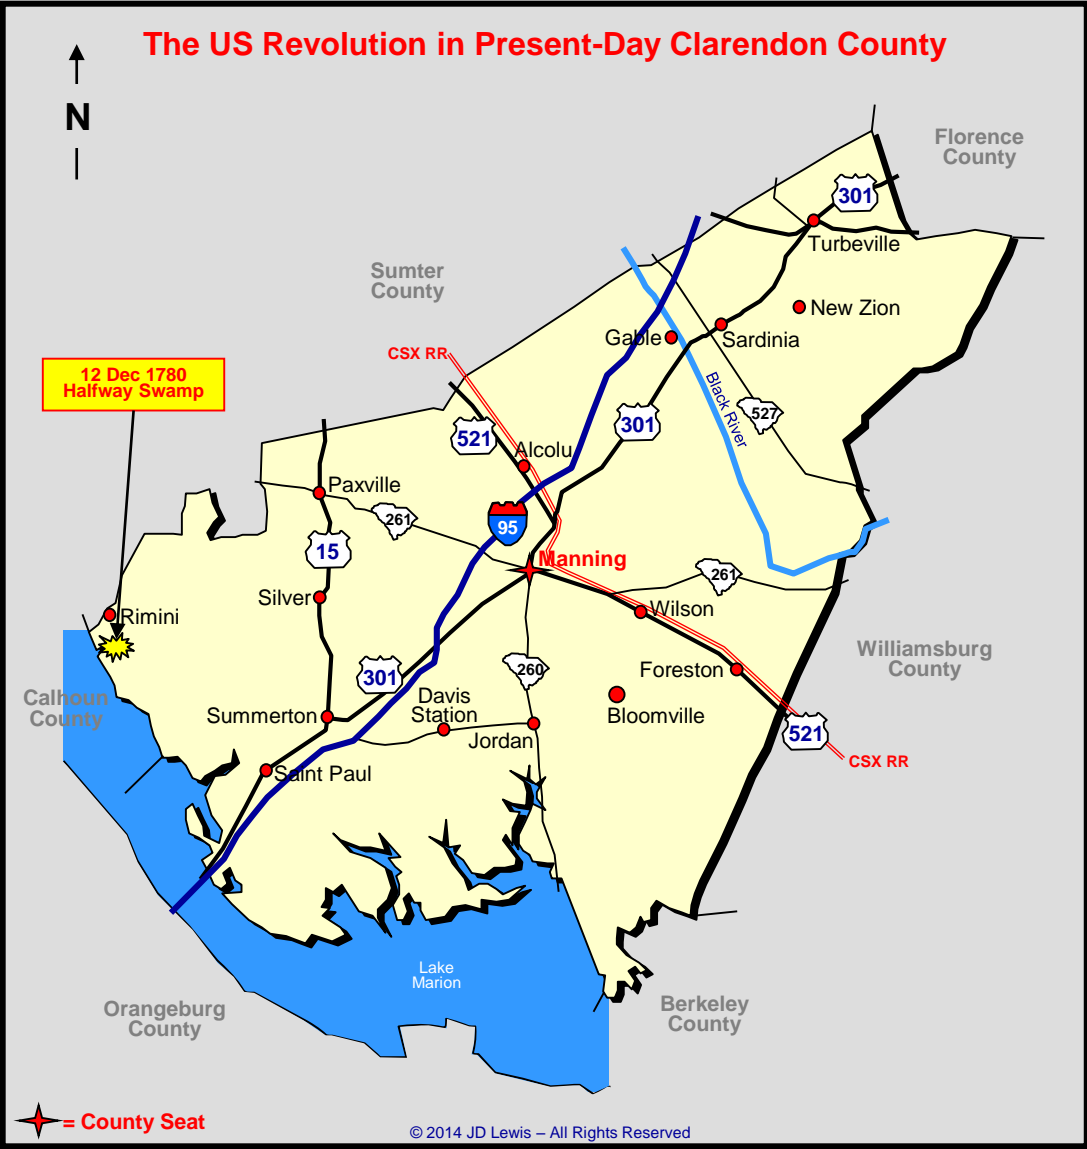 The US Revolution in Present-Day Clarendon County
N
Florence
County
301
Turbeville
Sumter
County
New Zion
Gable
Sardinia
CSX RR
12 Dec 1780
Halfway Swamp
Black River
527
301
521
Alcolu
Paxville
261
95
15
Manning
261
Silver
Wilson
Rimini
Williamsburg
County
Foreston
260
301
Calhoun
County
Davis
Station
Summerton
Bloomville
Jordan
521
CSX RR
Saint Paul
Lake
Marion
Orangeburg
County
Berkeley
County
= County Seat
© 2014 JD Lewis – All Rights Reserved